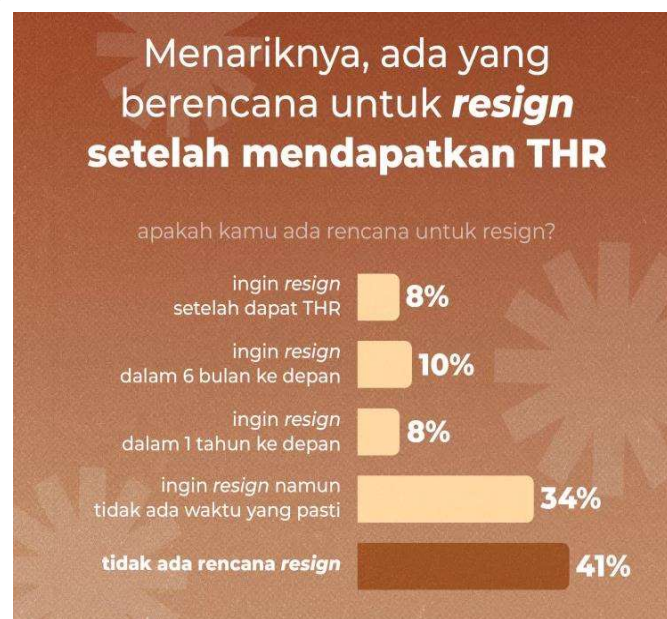 Menariknya, ada yang
berencana untuk resign
setelah mendapatkan THR
apakah kamu ada rencana untuk resign?
ingin resign
setelah dapat THR
8%
ingin resign
dalam 6 bulan ke depan
10%
ingin resign
dalam 1 tahun ke depan
8%
ingin resign namun
tidak ada waktu yang pasti
34%
tidak ada rencana resign
41%